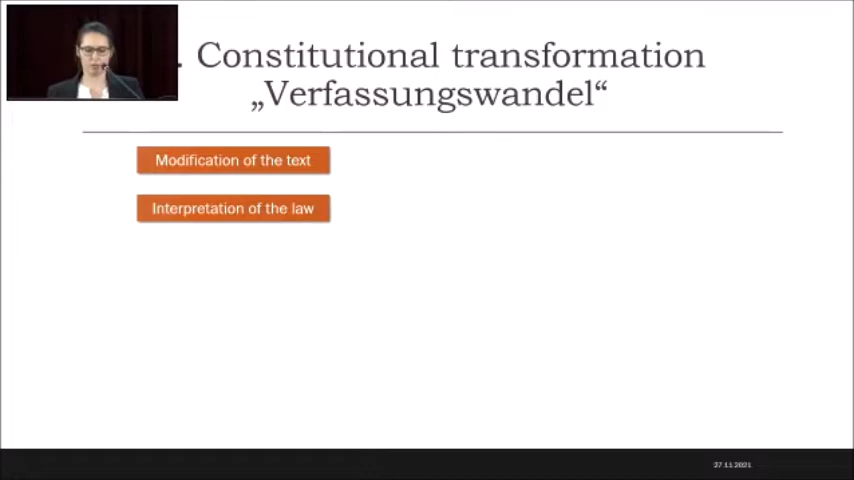 . Constitutional transformation
„Verfassungswandel“
Modification of the text
Interpretation of the law
27.11.2021